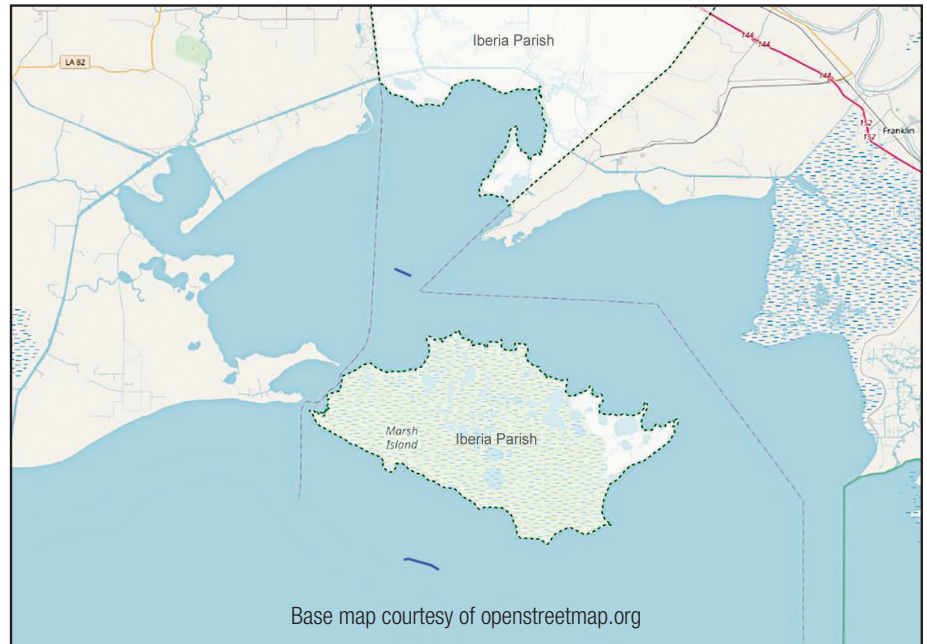 Iberia Parish
144
144
LA 82
148
152
Franklin
152
Marsh
Island
Iberia Parish
Base map courtesy of openstreetmap.org